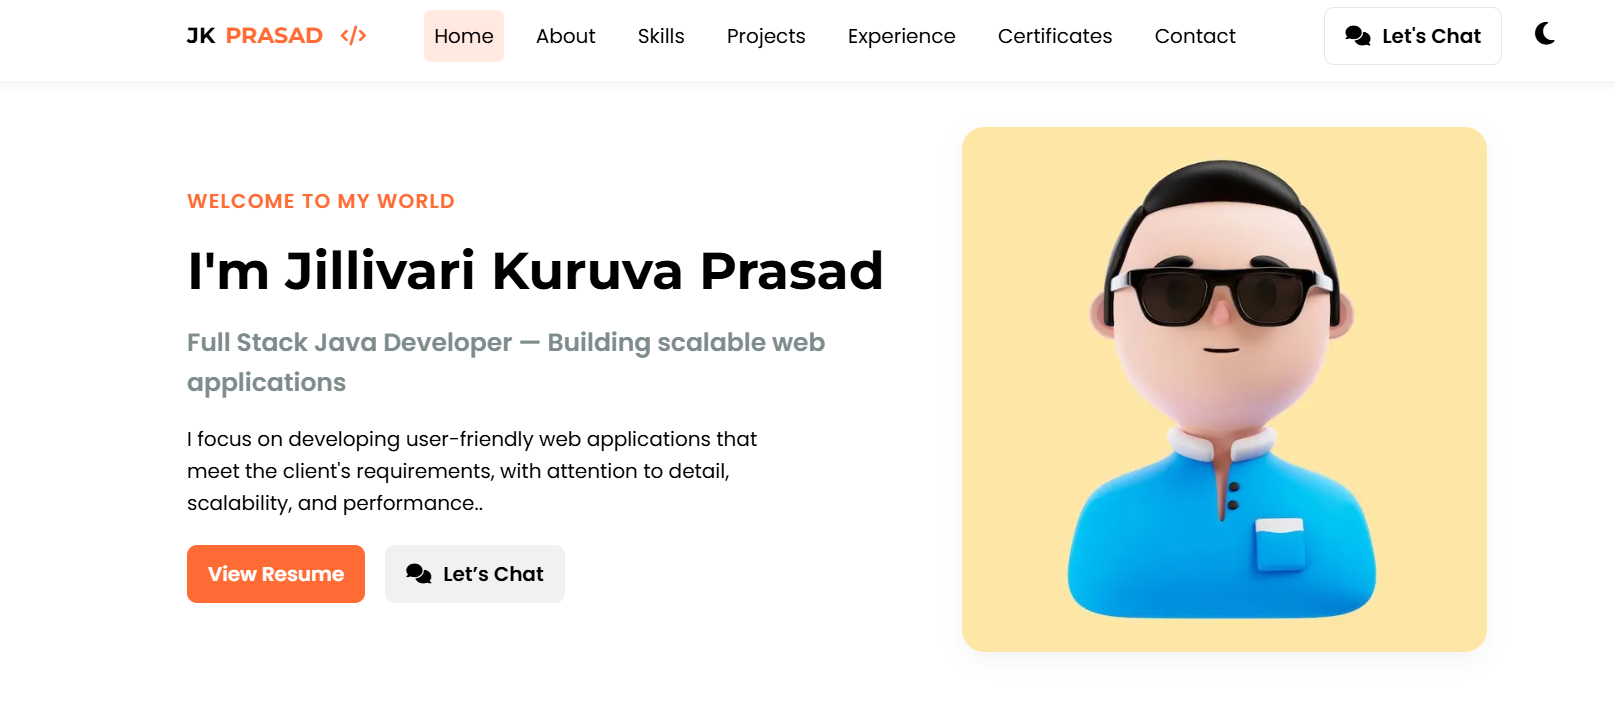 JK PRASAD </> Home About Skills Projects Experience Certificates Contact Let's Chat
WELCOME TO MY WORLD
I'm Jillivari Kuruva Prasad
Full Stack Java Developer — Building scalable web
applications
I focus on developing user-friendly web applications that
meet the client's requirements, with attention to detail,
scalability, and performance..
View Resume Let’s Chat